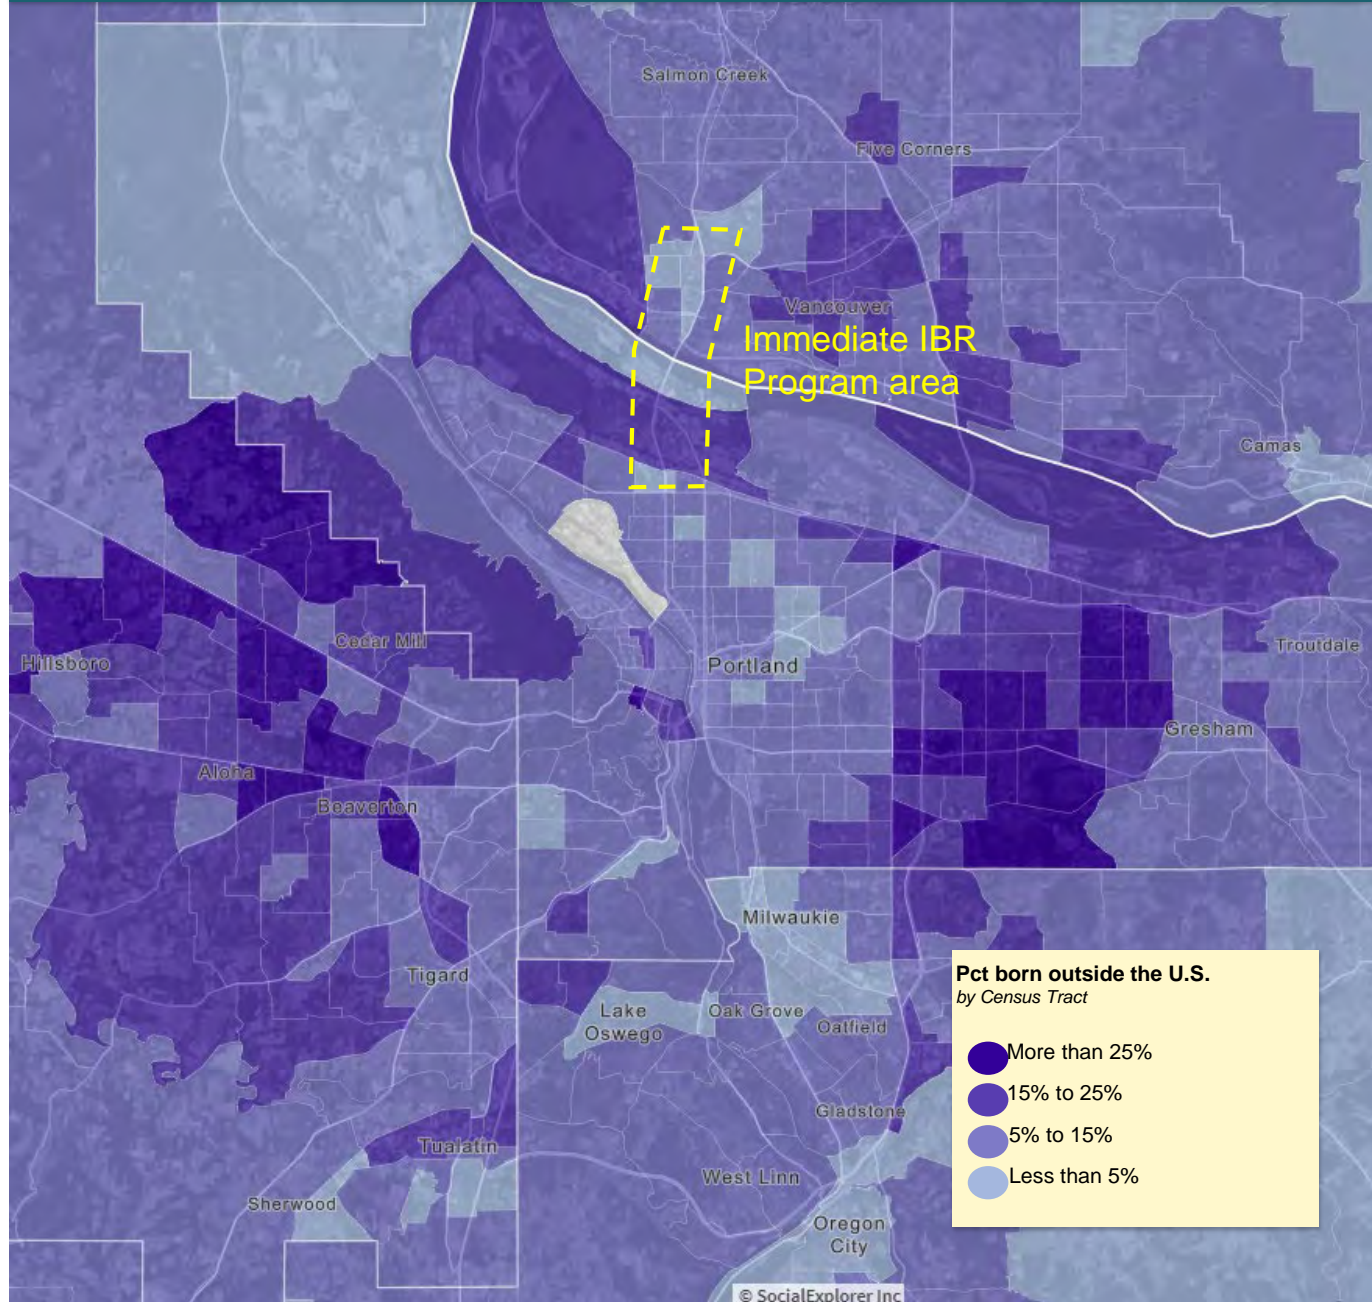 Salmon Creek
Five Corners
Vancouver
Immediate IBR
Program area
Camas
Cedar Mill
Hillsboro
Portland
Troutdale
Gresham
Aloha
Beaverton
Milwaukie
Tigard
Lake
Oswego
Oak Grove
Oatfield
Gladstone
Tualatin
West Linn
Sherwood
Oregon
City
Pct born outside the U.S.
by Census Tract
More than 25%
15% to 25%
5% to 15%
Less than 5%
© SocialExplorer Inc